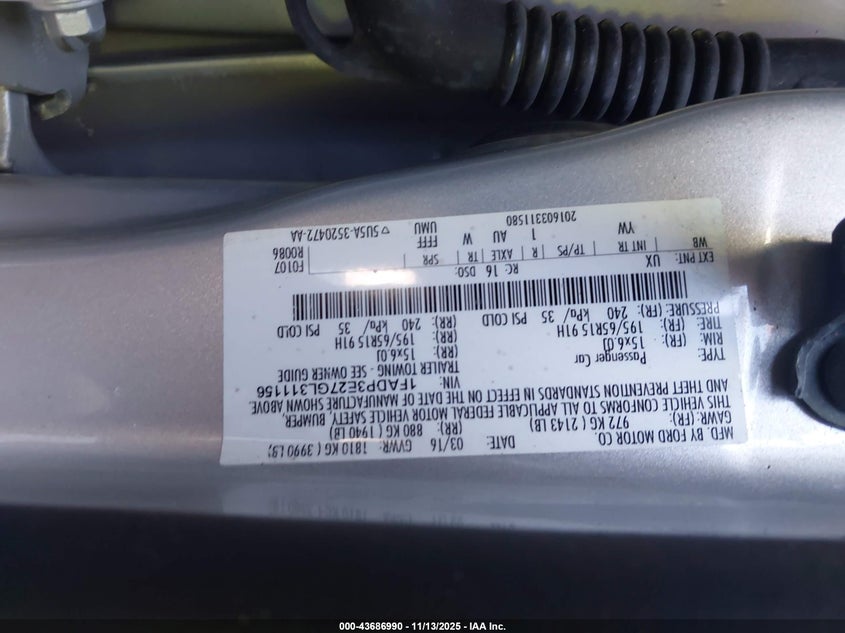 MFD. BY FORD MOTOR CO.
DATE: 03/16 GVWR: 1810 KG ( 3990 LB)
GAWR: (FR): 972 KG ( 2143 LB) (RR): 880 KG ( 1940 LB)
THIS VEHICLE CONFORMS TO ALL APPLICABLE FEDERAL MOTOR VEHICLE SAFETY, BUMPER,
AND THEFT PREVENTION STANDARDS IN EFFECT ON THE DATE OF MANUFACTURE SHOWN ABOVE.
VIN: 1FADP3E27GL311156
TYPE: Passenger Car TRAILER TOWING - SEE OWNER GUIDE
RIM: 15x6.0J (RR): 15x6.0J
TIRE: 195/65R15 91H (RR): 195/65R15 91H
PRESSURE: (FR): 240 kPa/ 35 PSI COLD (RR): 240 kPa/ 35 PSI COLD
EXT PNT: UX RC: 16 DSO: F0107
R0086
WB INT TR TP/PS R AXLE TR SPR
YW I AU W FFFF
UMU
201603311580 5U5A-3520472-AA
000-43686990 - 11/13/2025 - IAA Inc.